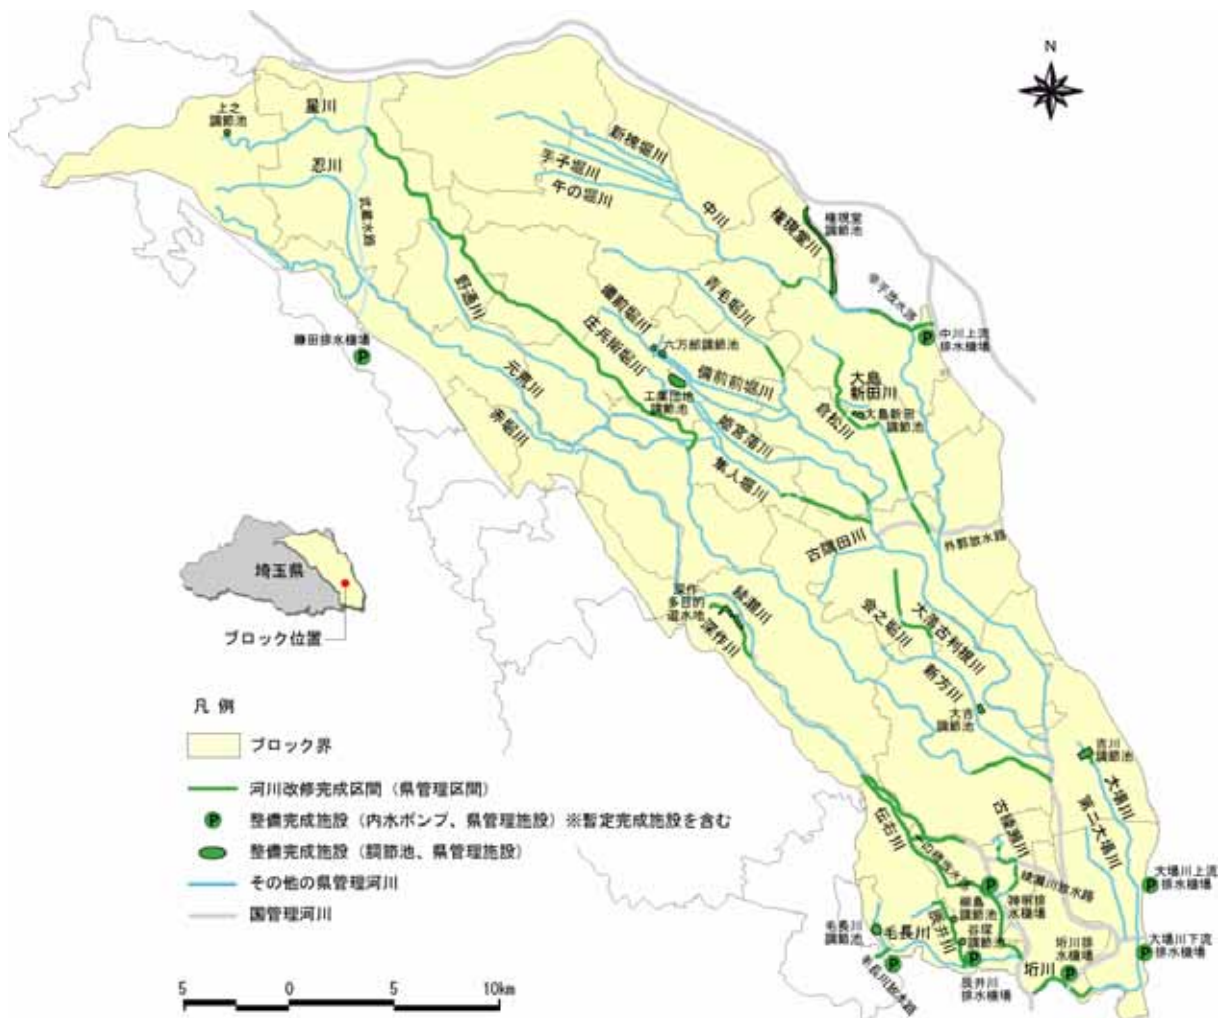 N
上之
調節池
星川
忍川
武蔵水路
新槐堀川
手子堀川
午の堀川
中川
権現堂川
権現堂
調節池
幸手放水路
中川上流
排水機場
野通川
青毛堀川
備前堀川
庄兵衛堀川
六万部調節池
備前前堀川
工業団地
調節池
大島
新田川
大島新田
調節池
倉松川
鎌田排水機場
元荒川
赤堀川
姫宮落川
隼人堀川
古隅田川
外郭放水路
埼玉県
ブロック位置
深作
多目的
遊水地
深作川
綾瀬川
会之堀川
大落古利根川
新方川
大吉
調節池
吉川
調節池
大場川
第二大場川
凡 例
ブロック界
河川改修完成区間（県管理区間）
整備完成施設（内水ポンプ、県管理施設）※暫定完成施設を含む
整備完成施設（調節池、県管理施設）
その他の県管理河川
国管理河川
伝右川
古綾瀬川
綾瀬川放水路
大場川上流
排水機場
神明排
水機場
柳島
調節池
谷塚
調節池
辰井川
毛長川
調節池
毛長川
辰井川
排水機場
垳川排
水機場
垳川
大場川下流
排水機場
5 0 5 10km